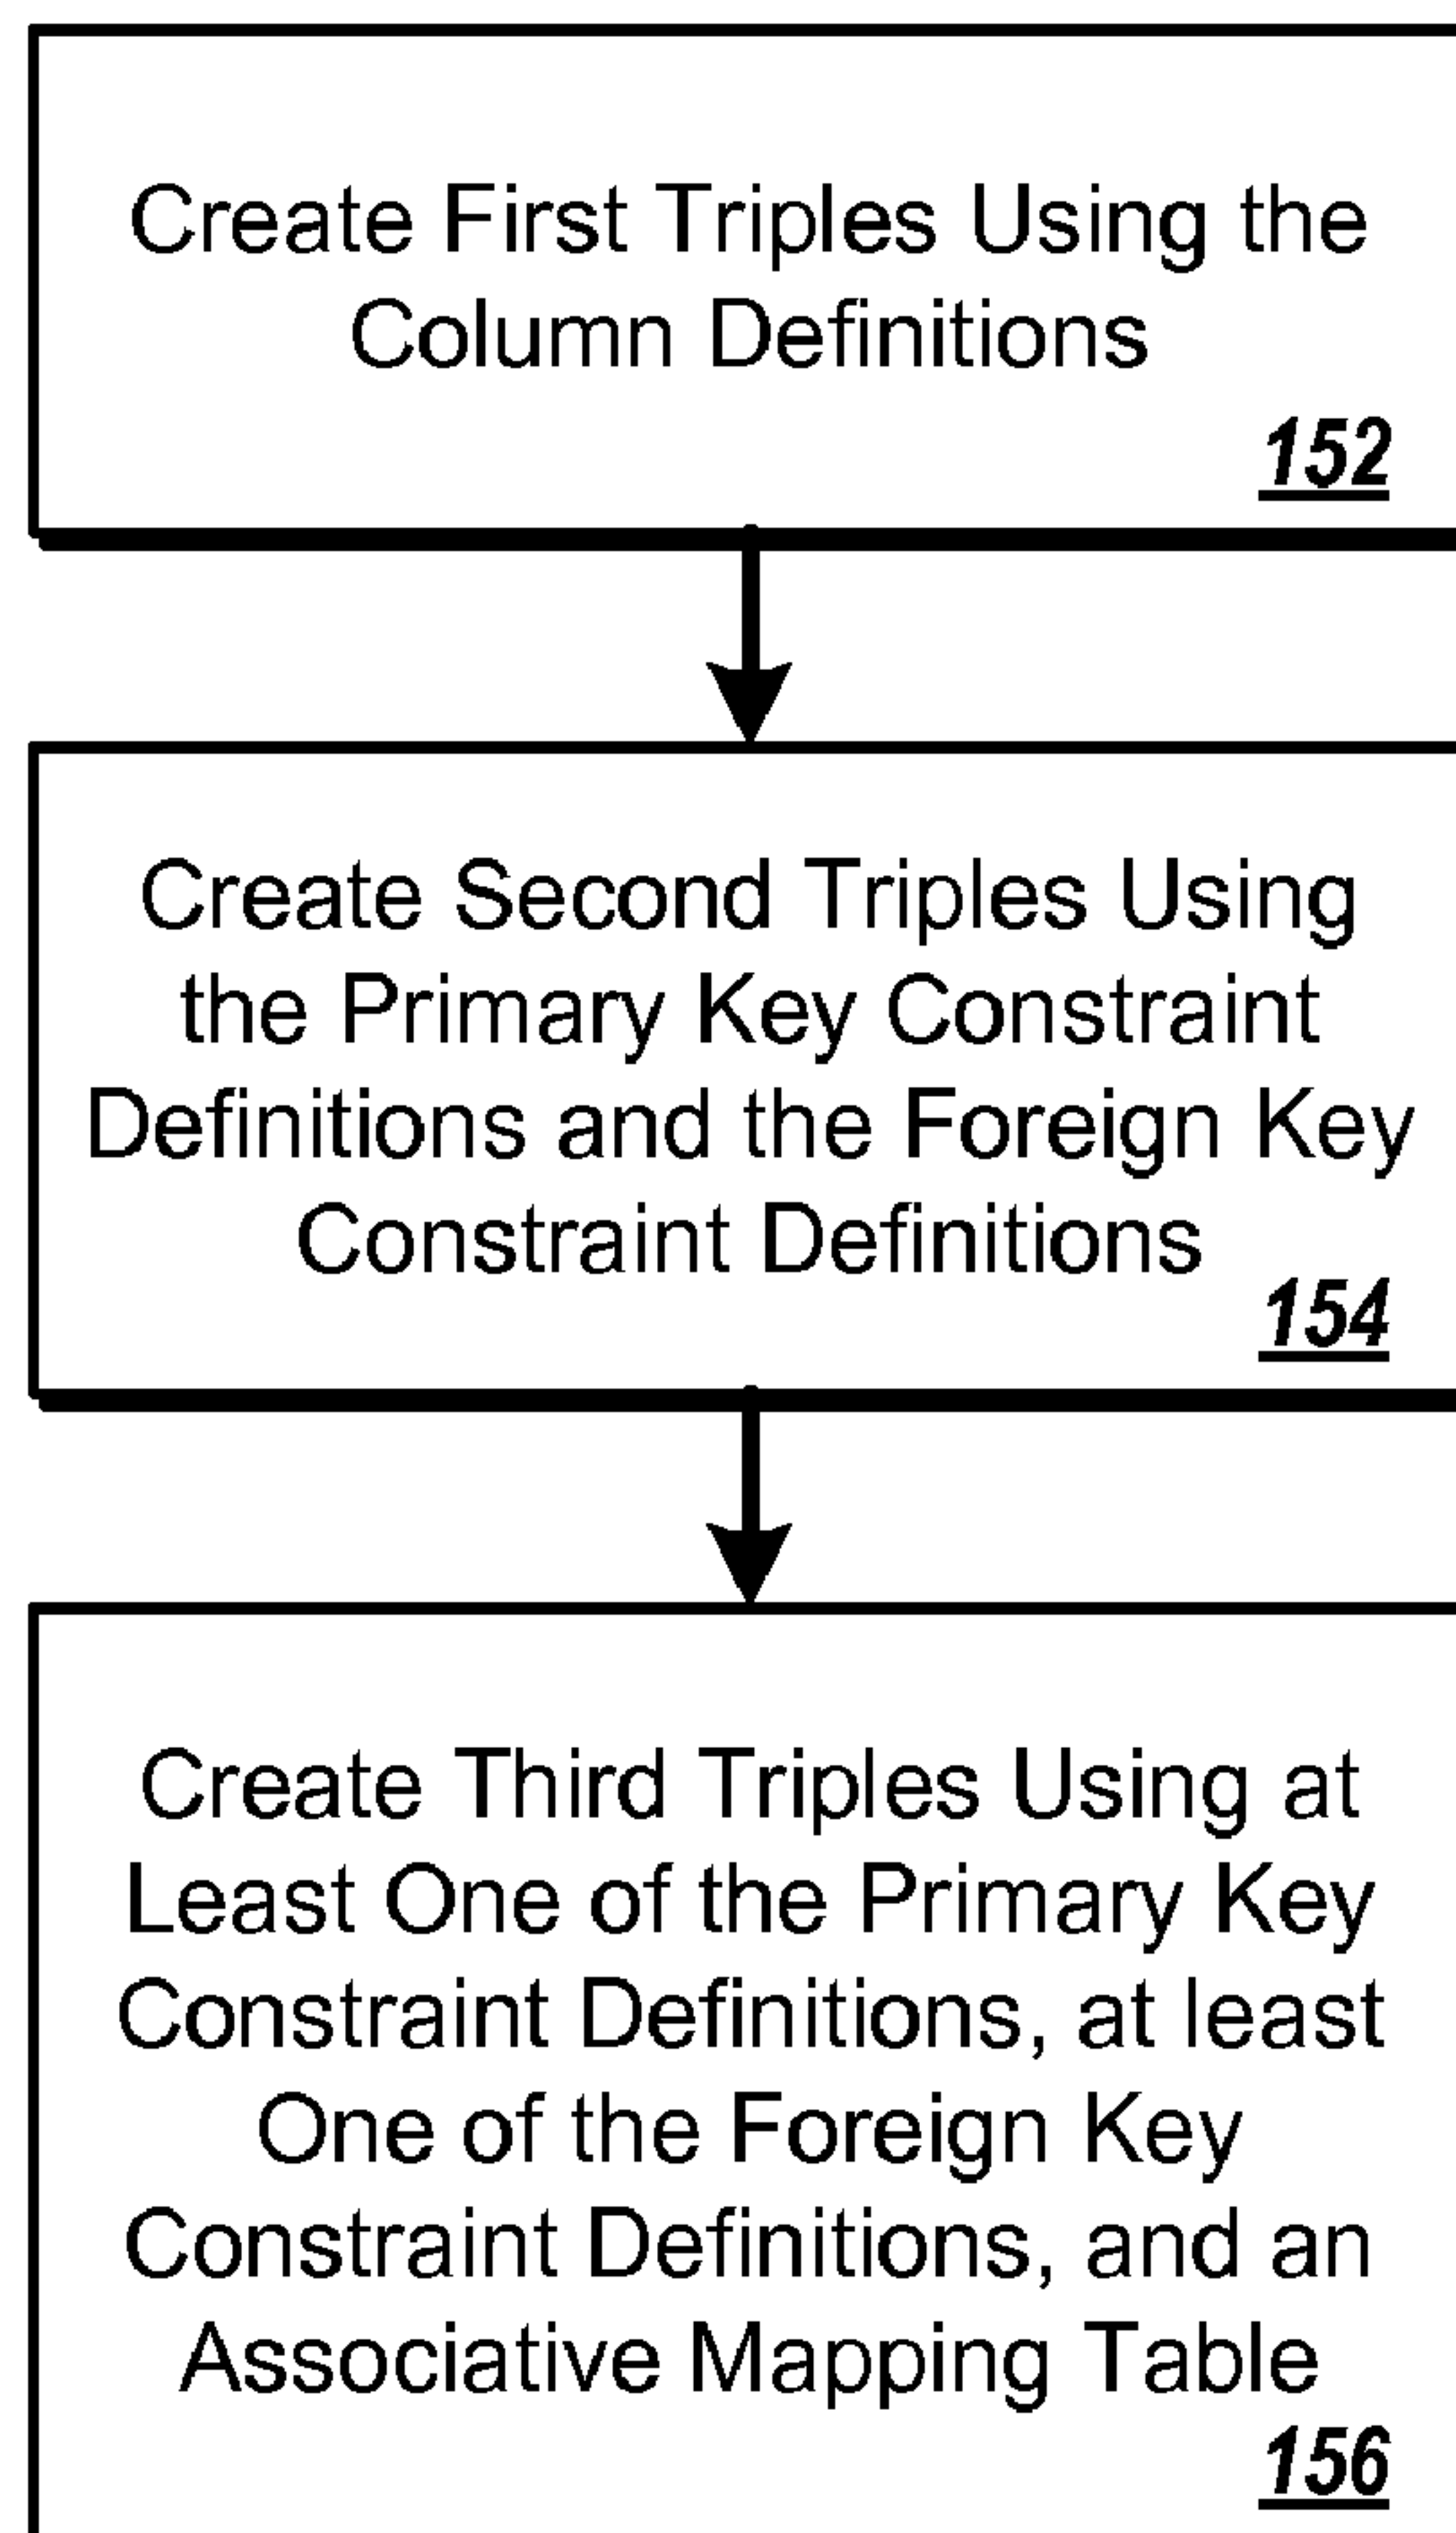 Create First Triples Using the
Column Definitions
152
Create Second Triples Using
the Primary Key Constraint
Definitions and the Foreign Key
Constraint Definitions
154
Create Third Triples Using at
Least One of the Primary Key
Constraint Definitions, at least
One of the Foreign Key
Constraint Definitions, and an
Associative Mapping Table
156